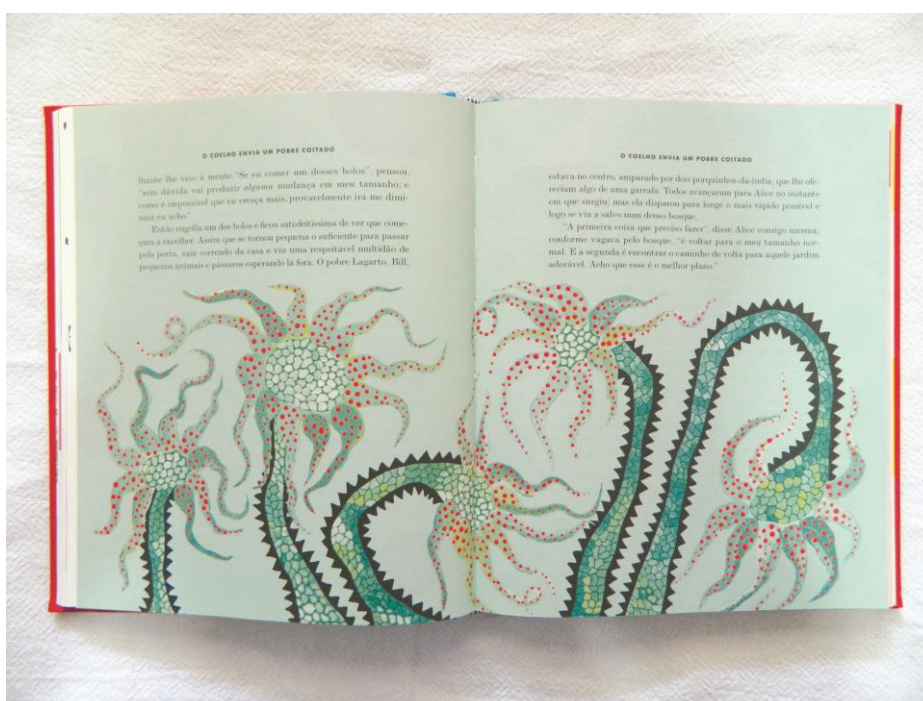 O COELHO ENVIA UM POBRE COITADO
lhante lhe veio à mente. "Se eu comer um desses bolos", pensou,
"sem dúvida vai produzir alguma mudança em meu tamanho; e
como é impossível que eu cresça mais, provavelmente irá me dimi-
nuir, eu acho."
Então engoliu um dos bolos e ficou satisfeitíssima de ver que come-
çara a encolher. Assim que se tornou pequena o suficiente para passar
pela porta, saiu correndo da casa e viu uma respeitável multidão de
pequenos animais e pássaros esperando lá fora. O pobre Lagarto, Bill,
O COELHO ENVIA UM POBRE COITADO
estava no centro, amparado por dois porquinhos-da-índia, que lhe ofe-
reciam algo de uma garrafa. Todos avançaram para Alice no instante
em que surgiu; mas ela disparou para longe o mais rápido possível e
logo se viu a salvo num denso bosque.
"A primeira coisa que preciso fazer", disse Alice consigo mesma,
conforme vagava pelo bosque, "é voltar para o meu tamanho nor-
mal. E a segunda é encontrar o caminho de volta para aquele jardim
adorável. Acho que esse é o melhor plano."